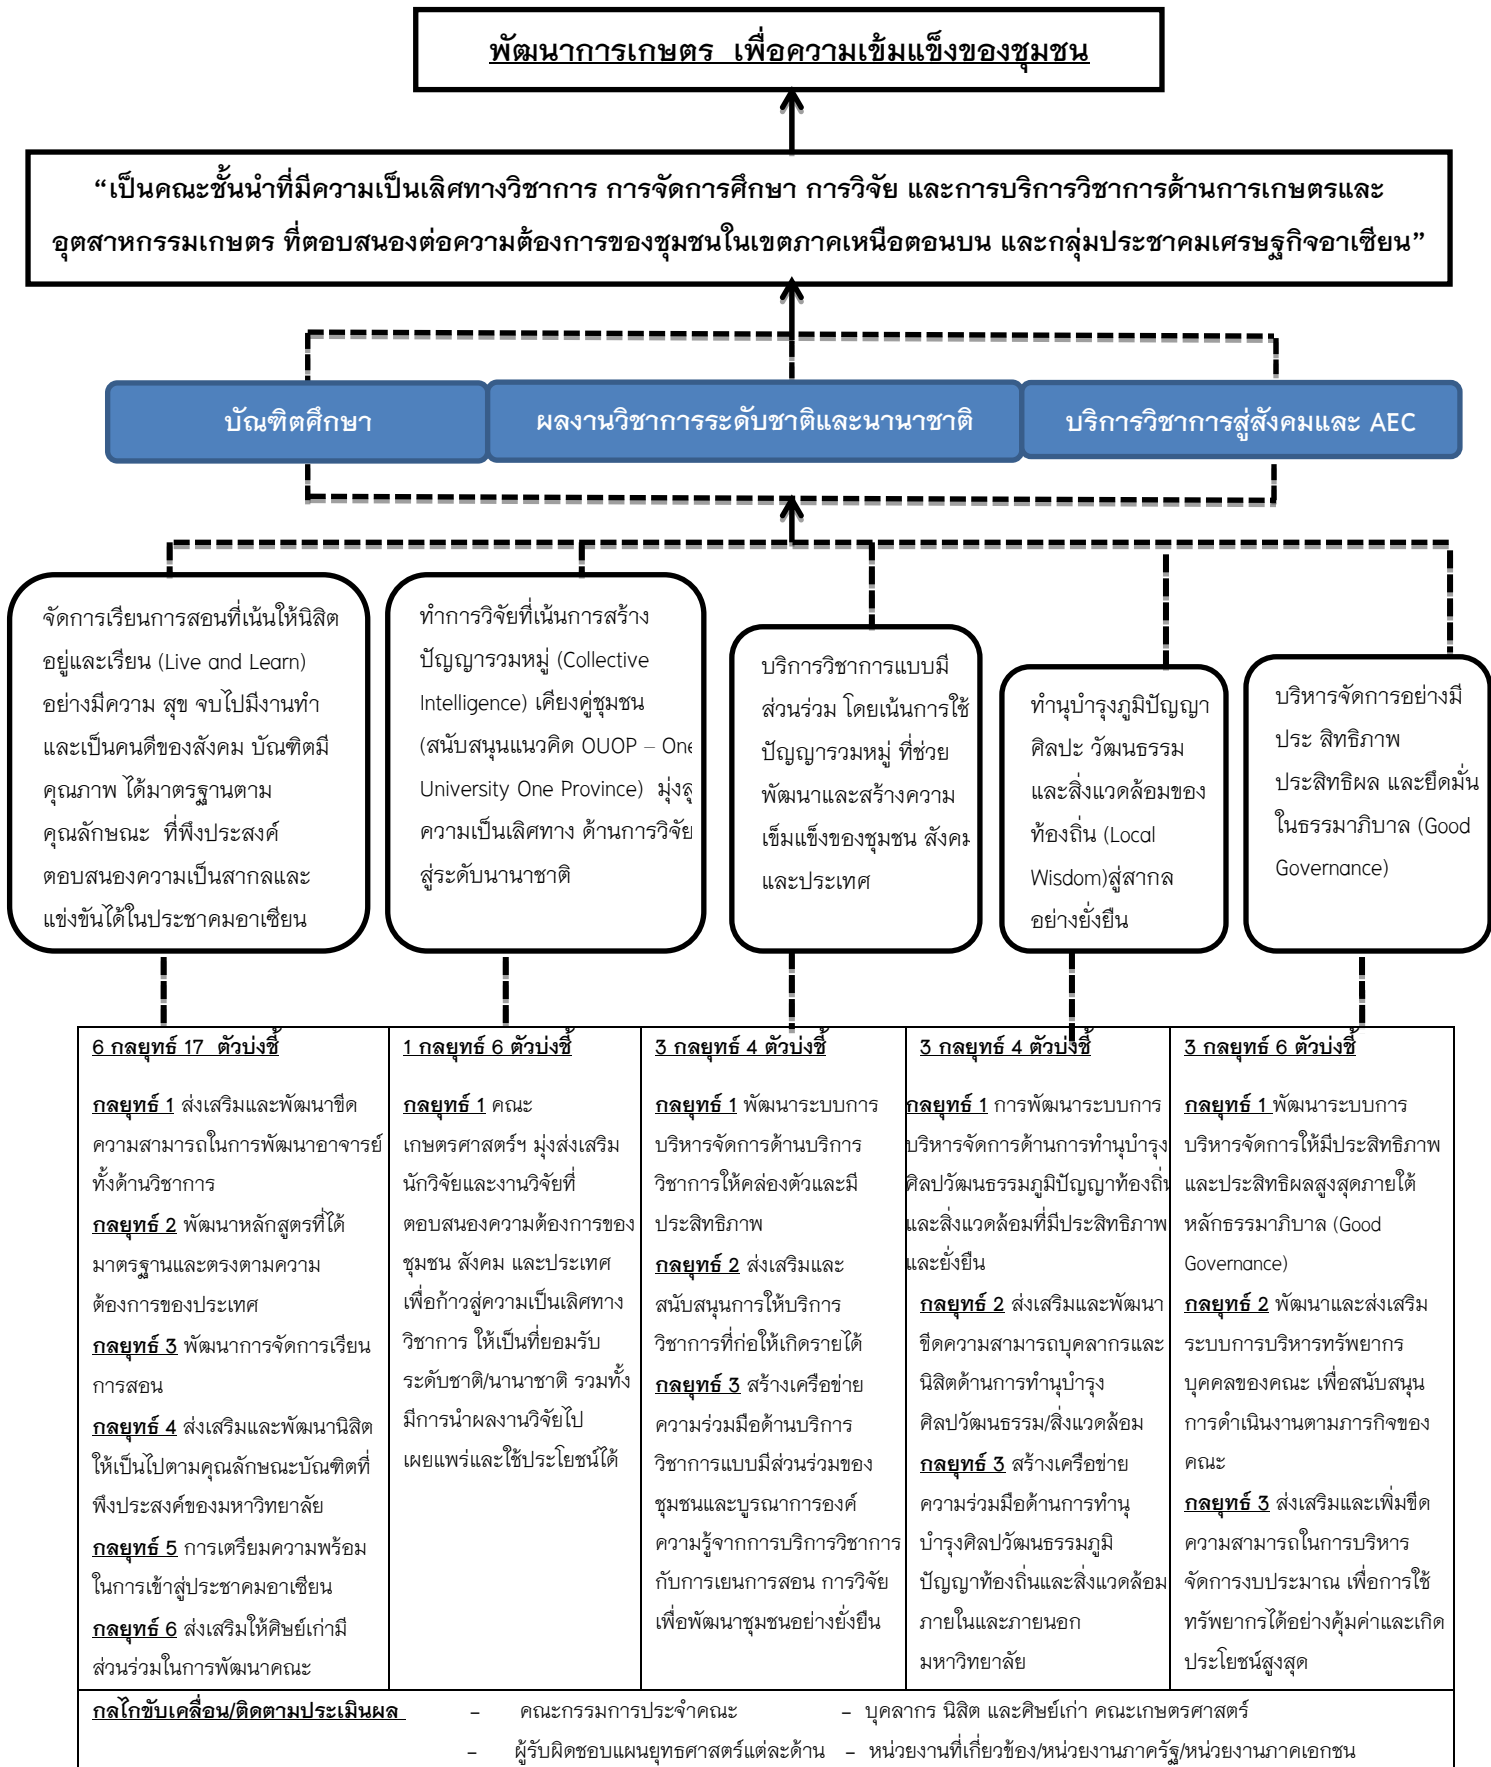 พัฒนาการเกษตร เพื่อความเข้มแข็งของชุมชน
“เป็นคณะชั้นนำที่มีความเป็นเลิศทางวิชาการ การจัดการศึกษา การวิจัย และการบริการวิชาการด้านการเกษตรและ
อุตสาหกรรมเกษตร ที่ตอบสนองต่อความต้องการของชุมชนในเขตภาคเหนือตอนบน และกลุ่มประชาคมเศรษฐกิจอาเซียน”
บัณฑิตศึกษา
ผลงานวิชาการระดับชาติและนานาชาติ
บริการวิชาการสู่สังคมและ AEC
จัดการเรียนการสอนที่เน้นให้นิสิต
อยู่และเรียน (Live and Learn)
อย่างมีความ สุข จบไปมีงานทำ
และเป็นคนดีของสังคม บัณฑิตมี
คุณภาพ ได้มาตรฐานตาม
คุณลักษณะ ที่พึงประสงค์
ตอบสนองความเป็นสากลและ
แข่งขันได้ในประชาคมอาเซียน
ทำการวิจัยที่เน้นการสร้าง
ปัญญารวมหมู่ (Collective
Intelligence) เคียงคู่ชุมชน
(สนับสนุนแนวคิด OUOP – One
University One Province) มุ่งสู
ความเป็นเลิศทาง ด้านการวิจัย
สู่ระดับนานาชาติ
บริการวิชาการแบบมี
ส่วนร่วม โดยเน้นการใช้
ปัญญารวมหมู่ ที่ช่วย
พัฒนาและสร้างความ
เข็มแข็งของชุมชน สังคม
และประเทศ
ทำนุบำรุงภูมิปัญญา
ศิลปะ วัฒนธรรม
และสิ่งแวดล้อมของ
ท้องถิ่น (Local
Wisdom)สู่สากล
อย่างยั่งยืน
บริหารจัดการอย่างมี
ประ สิทธิภาพ
ประสิทธิผล และยึดมั่น
ในธรรมาภิบาล (Good
Governance)
6 กลยุทธ์ 17 ตัวบ่งชี้
กลยุทธ์ 1 ส่งเสริมและพัฒนาขีด
ความสามารถในการพัฒนาอาจารย์
ทั้งด้านวิชาการ
กลยุทธ์ 2 พัฒนาหลักสูตรที่ได้
มาตรฐานและตรงตามความ
ต้องการของประเทศ
กลยุทธ์ 3 พัฒนาการจัดการเรียน
การสอน
กลยุทธ์ 4 ส่งเสริมและพัฒนานิสิต
ให้เป็นไปตามคุณลักษณะบัณฑิตที่
พึงประสงค์ของมหาวิทยาลัย
กลยุทธ์ 5 การเตรียมความพร้อม
ในการเข้าสู่ประชาคมอาเซียน
กลยุทธ์ 6 ส่งเสริมให้ศิษย์เก่ามี
ส่วนร่วมในการพัฒนาคณะ
1 กลยุทธ์ 6 ตัวบ่งชี้
กลยุทธ์ 1 คณะ
เกษตรศาสตร์ฯ มุ่งส่งเสริม
นักวิจัยและงานวิจัยที่
ตอบสนองความต้องการของ
ชุมชน สังคม และประเทศ
เพื่อก้าวสู่ความเป็นเลิศทาง
วิชาการ ให้เป็นที่ยอมรับ
ระดับชาติ/นานาชาติ รวมทั้ง
มีการนำผลงานวิจัยไป
เผยแพร่และใช้ประโยชน์ได้
3 กลยุทธ์ 4 ตัวบ่งชี้
กลยุทธ์ 1 พัฒนาระบบการ
บริหารจัดการด้านบริการ
วิชาการให้คล่องตัวและมี
ประสิทธิภาพ
กลยุทธ์ 2 ส่งเสริมและ
สนับสนุนการให้บริการ
วิชาการที่ก่อให้เกิดรายได้
กลยุทธ์ 3 สร้างเครือข่าย
ความร่วมมือด้านบริการ
วิชาการแบบมีส่วนร่วมของ
ชุมชนและบูรณาการองค์
ความรู้จากการบริการวิชาการ
กับการเยนการสอน การวิจัย
เพื่อพัฒนาชุมชนอย่างยั่งยืน
3 กลยุทธ์ 4 ตัวบ่งชี้
กลยุทธ์ 1 การพัฒนาระบบการ
บริหารจัดการด้านการทำนุบำรุง
ศิลปวัฒนธรรมภูมิปัญญาท้องถิ่น
และสิ่งแวดล้อมที่มีประสิทธิภาพ
และยั่งยืน
กลยุทธ์ 2 ส่งเสริมและพัฒนา
ขีดความสามารถบุคลากรและ
นิสิตด้านการทำนุบำรุง
ศิลปวัฒนธรรม/สิ่งแวดล้อม
กลยุทธ์ 3 สร้างเครือข่าย
ความร่วมมือด้านการทำนุ
บำรุงศิลปวัฒนธรรมภูมิ
ปัญญาท้องถิ่นและสิ่งแวดล้อม
ภายในและภายนอก
มหาวิทยาลัย
3 กลยุทธ์ 6 ตัวบ่งชี้
กลยุทธ์ 1 พัฒนาระบบการ
บริหารจัดการให้มีประสิทธิภาพ
และประสิทธิผลสูงสุดภายใต้
หลักธรรมาภิบาล (Good
Governance)
กลยุทธ์ 2 พัฒนาและส่งเสริม
ระบบการบริหารทรัพยากร
บุคคลของคณะ เพื่อสนับสนุน
การดำเนินงานตามภารกิจของ
คณะ
กลยุทธ์ 3 ส่งเสริมและเพิ่มขีด
ความสามารถในการบริหาร
จัดการงบประมาณ เพื่อการใช้
ทรัพยากรได้อย่างคุ้มค่าและเกิด
ประโยชน์สูงสุด
กลไกขับเคลื่อน/ติดตามประเมินผล – คณะกรรมการประจำคณะ – บุคลากร นิสิต และศิษย์เก่า คณะเกษตรศาสตร์
– ผู้รับผิดชอบแผนยุทธศาสตร์แต่ละด้าน – หน่วยงานที่เกี่ยวข้อง/หน่วยงานภาครัฐ/หน่วยงานภาคเอกชน